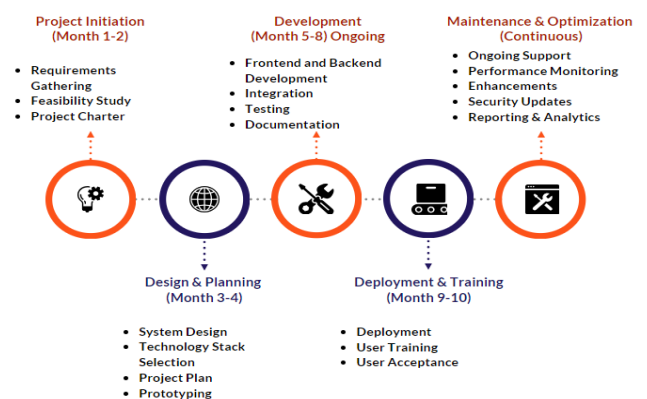 Project Initiation
(Month 1-2)
• Requirements
Gathering
• Feasibility Study
• Project Charter
Development
(Month 5-8) Ongoing
• Frontend and Backend
Development
• Integration
• Testing
• Documentation
Maintenance & Optimization
(Continuous)
• Ongoing Support
• Performance Monitoring
• Enhancements
• Security Updates
• Reporting & Analytics
Design & Planning
(Month 3-4)
• System Design
• Technology Stack
Selection
• Project Plan
• Prototyping
Deployment & Training
(Month 9-10)
• Deployment
• User Training
• User Acceptance